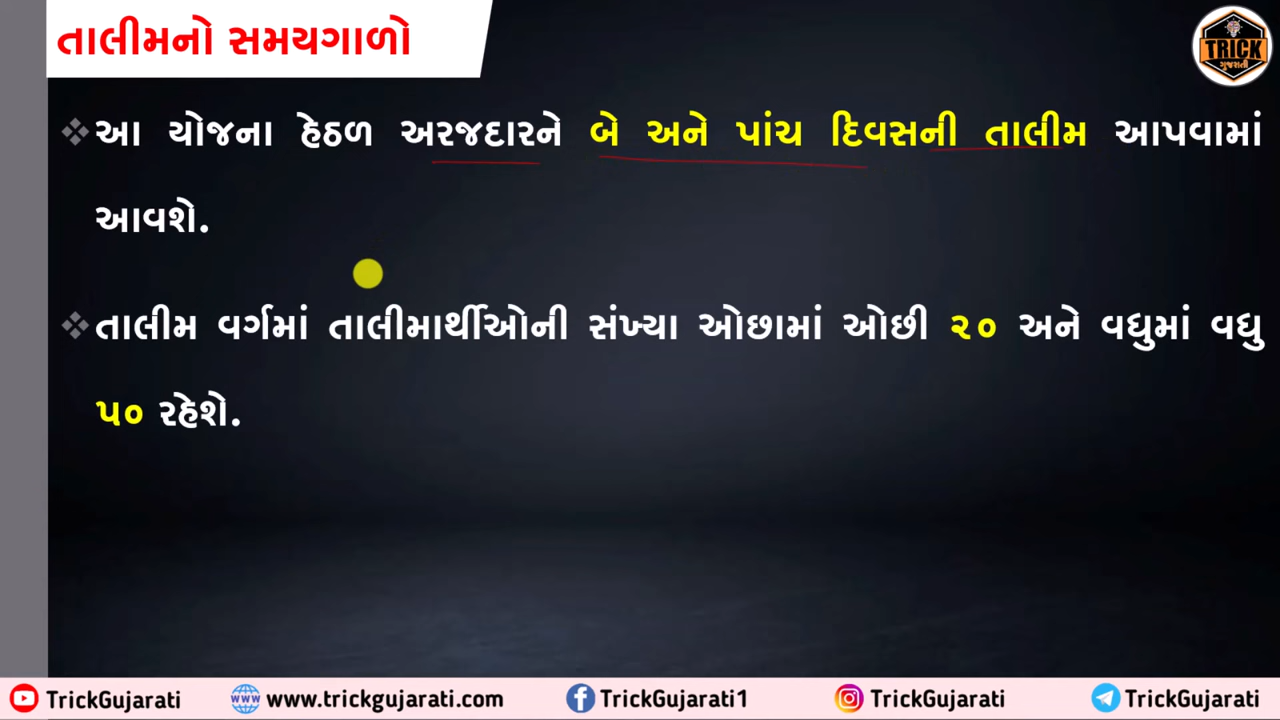 તાલીમનો સમયગાળો
TRICK
ગુજરાતી
❖આ યોજના હેઠળ અરજદારને બે અને પાંચ દિવસની તાલીમ આપવામાં
આવશે.
❖તાલીમ વર્ગમાં તાલીમાર્થીઓની સંખ્યા ઓછામાં ઓછી ૨૦ અને વધુમાં વધુ
૫૦ રહેશે.
TrickGujarati www.trickgujarati.com TrickGujarati1 TrickGujarati TrickGujarati